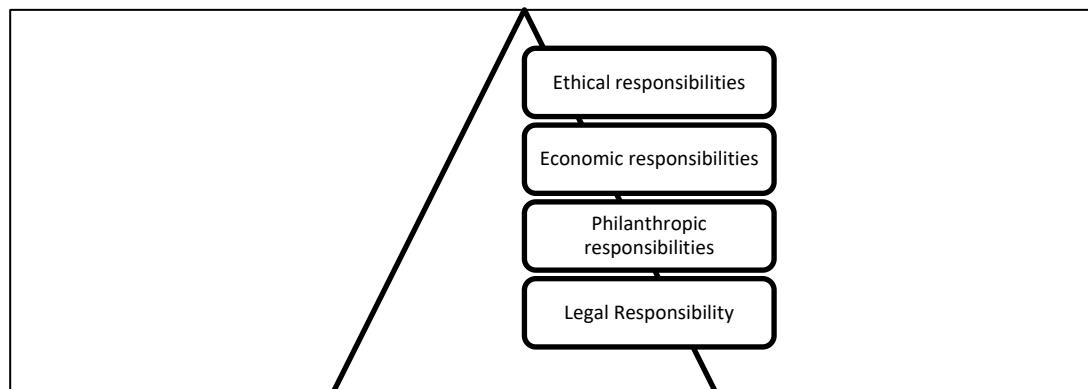 Ethical responsibilities
Economic responsibilities
Philanthropic
responsibilities
Legal Responsibility